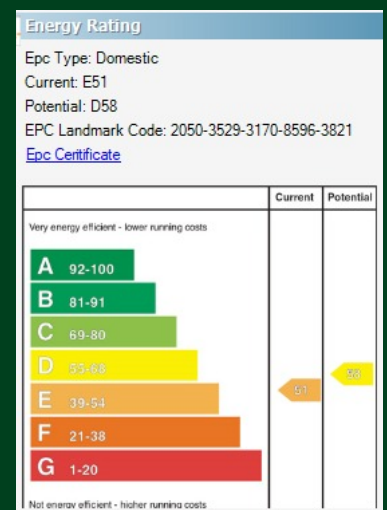 Energy Rating
Epc Type: Domestic
Current: E51
Potential: D58
EPC Landmark Code: 2050-3529-3170-8596-3821
Epc Ceritificate
Current Potential
Very energy efficient - lower running costs
A 92-100
B 81-91
C 69-80
D 55-68
E 39-54
F 21-38
G 1-20
51
58
Not energy efficient - higher running costs